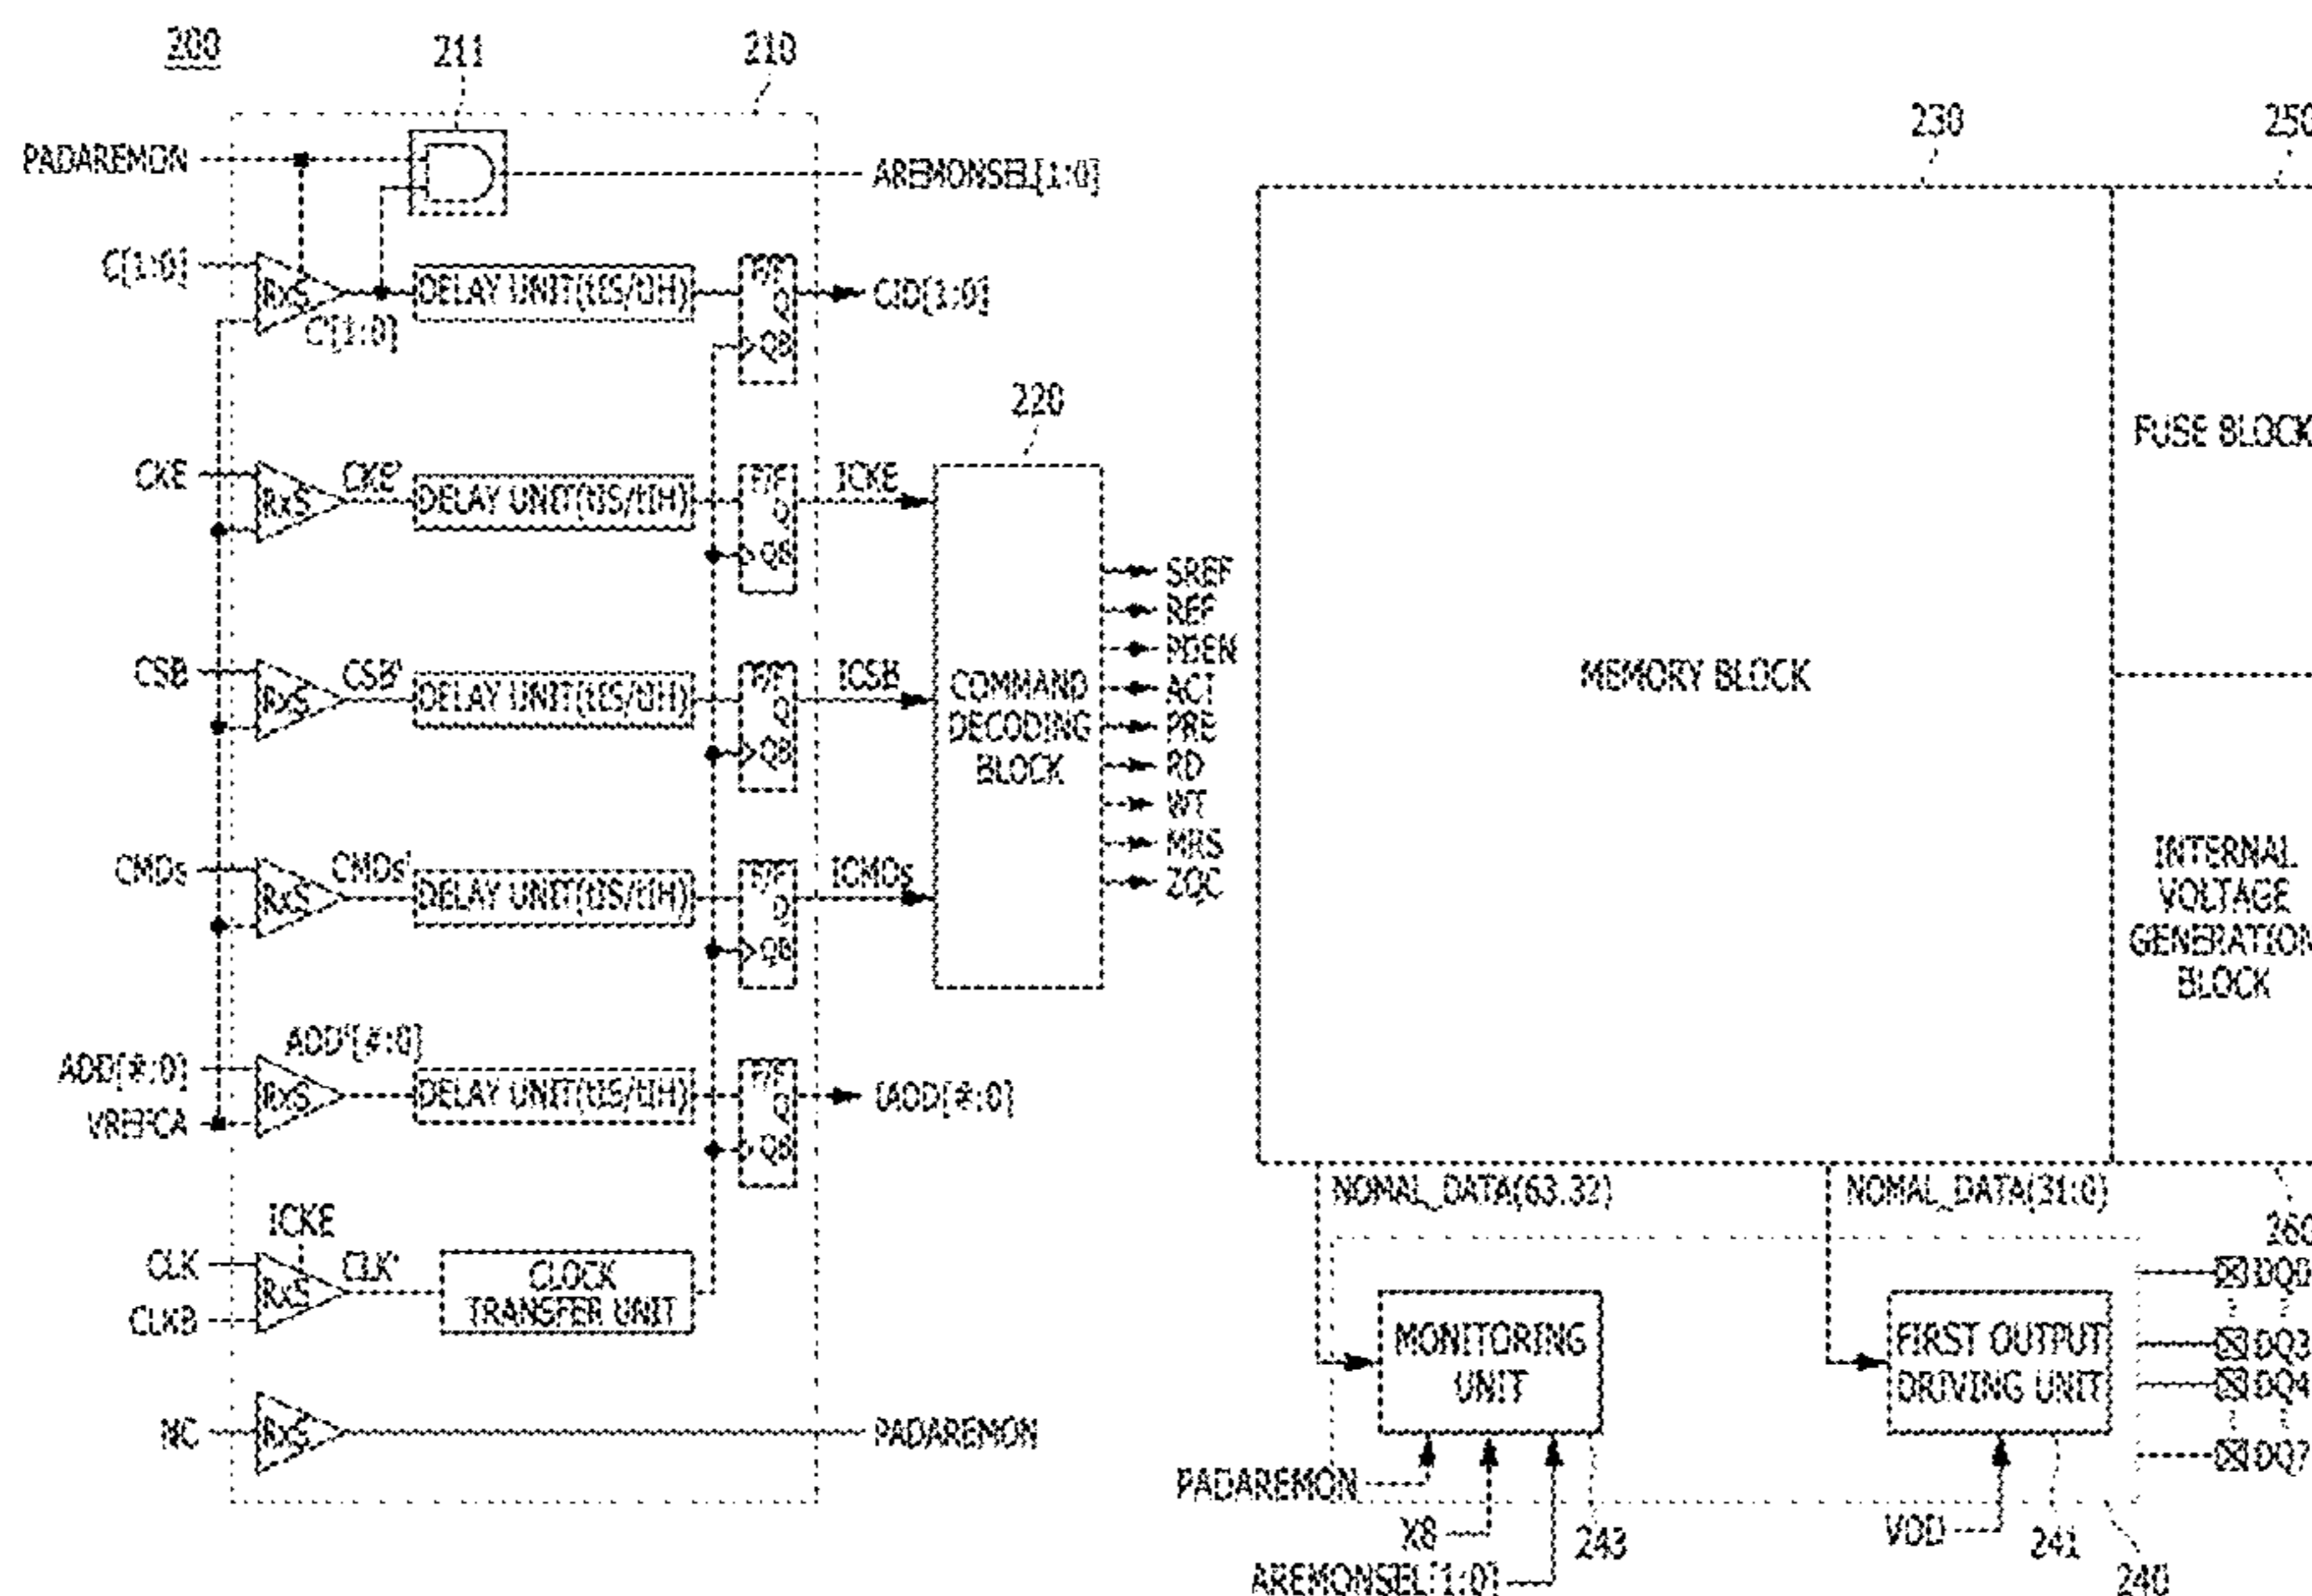 200
211
210
230
250
PADAREMON
AREMONSEL[1:0]
C[1:0]
RxS
C'[1:0]
DELAY UNIT(tIS/tIH)
F/F
D
QB
CID[1:0]
220
FUSE BLOCK
CKE
RxS
CKE'
DELAY UNIT(tIS/tIH)
F/F
D
QB
ICKE
CSB
RxS
CSB'
DELAY UNIT(tIS/tIH)
F/F
D
QB
ICSB
COMMAND
DECODING
BLOCK
SREF
REF
PDEN
ACT
PRE
RD
WT
MRS
ZQC
MEMORY BLOCK
CMDs
RxS
CMDs'
DELAY UNIT(tIS/tIH)
F/F
D
QB
ICMDs
INTERNAL
VOLTAGE
GENERATION
BLOCK
ADD[#:0]
VREFCA
RxS
ADD'[#:0]
DELAY UNIT(tIS/tIH)
F/F
D
QB
IADD[#:0]
NOMAL_DATA(63:32)
NOMAL_DATA(31:0)
260
CLK
CLKB
ICKE
RxS
CLK'
CLOCK
TRANSFER UNIT
MONITORING
UNIT
FIRST OUTPUT
DRIVING UNIT
DQ0
DQ3
DQ4
DQ7
NC
RxS
PADAREMON
PADAREMON
X8
AREMONSEL[1:0]
243
VDD
241
240